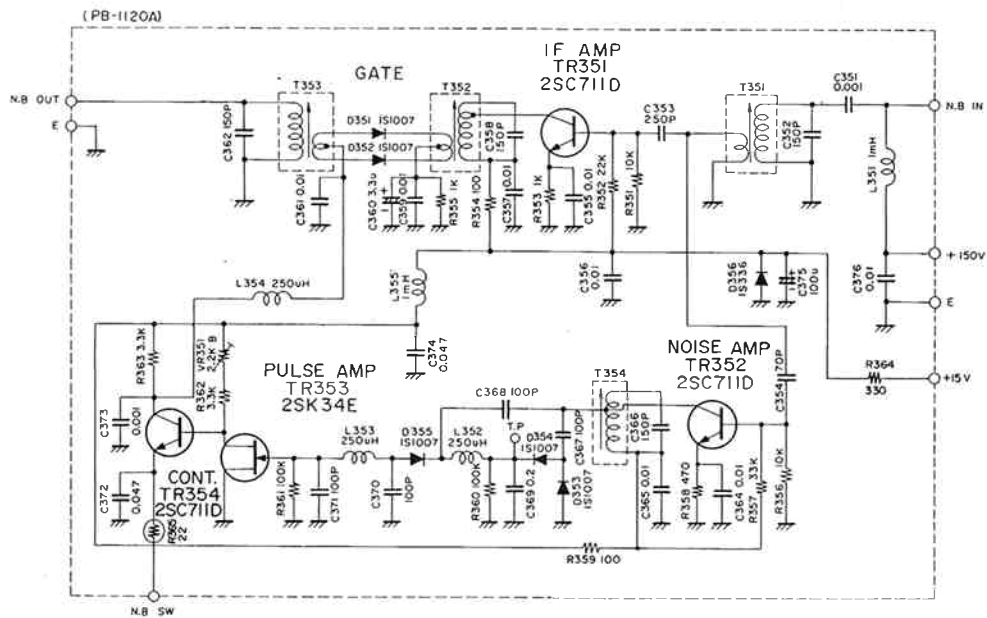 (PB-1120A)
IF AMP
TR351
2SC711D
GATE
T353
T352
T351
C351
0.001
N.B OUT
N.B IN
E
C362 150P
D351 1S1007
D352 1S1007
C358
150P
C353
250P
C352
150P
L351 1mH
C361 0.01
C360 3.3u
C359 0.01
R355 1K
R354 100
C357 0.01
R353 1K
C355 0.01
R352 22K
R351 10K
+150V
L354 250uH
L355
1mH
C356
0.01
D356
1S336
C375
100u
C376
0.01
E
C374
0.047
R363 3.3K
VR351
2.2K B
R362
3.3K
PULSE AMP
TR353
2SK34E
NOISE AMP
TR352
2SC711D
R364
330
+15V
C354 70P
T354
C368 100P
T.P
C373
0.001
L353
250uH
D355
1S1007
L352
250uH
D354
1S1007
C367 100P
C366
150P
CONT.
TR354
2SC711D
C372
0.047
R365
22
R361 100K
C371 100P
C370
100P
R360 100K
C369 0.2
D353
1S1007
C365 0.01
R358 470
C364 0.01
R357 33K
R356 10K
R359 100
N.B SW